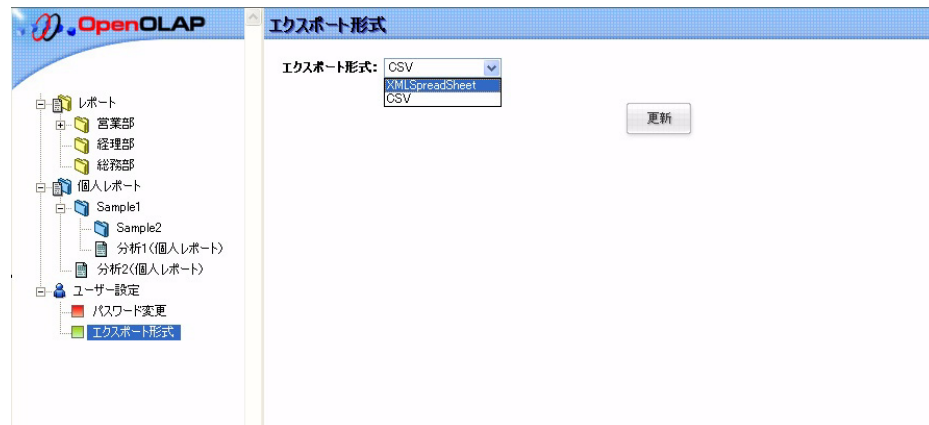 OpenOLAP
レポート
営業部
経理部
総務部
個人レポート
Sample1
Sample2
分析1(個人レポート)
分析2(個人レポート)
ユーザー設定
パスワード変更
エクスポート形式
エクスポート形式
エクスポート形式: CSV
XMLSpreadSheet
CSV
更新